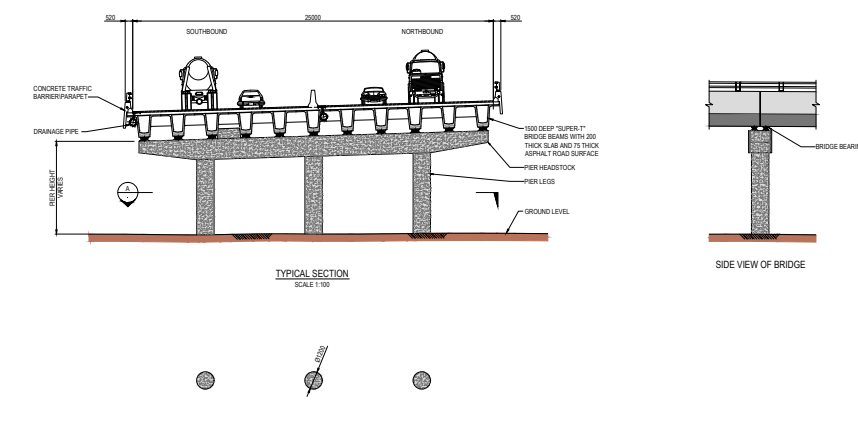 520
25000
520
SOUTHBOUND
NORTHBOUND
CONCRETE TRAFFIC
BARRIER\PARAPET
DRAINAGE PIPE
1500 DEEP "SUPER-T"
BRIDGE BEAMS WITH 200
THICK SLAB AND 75 THICK
ASPHALT ROAD SURFACE
PIER HEADSTOCK
PIER LEGS
GROUND LEVEL
PIER HEIGHT
VARIES
A
-
TYPICAL SECTION
SCALE 1:100
BRIDGE BEARIN
SIDE VIEW OF BRIDGE
Ø1200